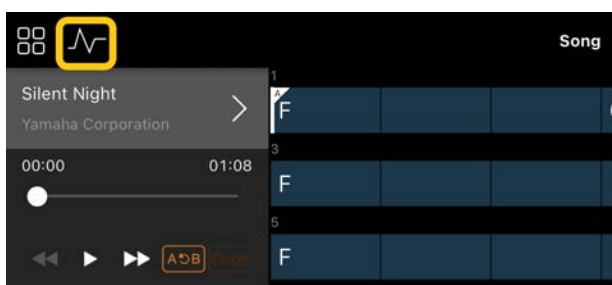 Song
Silent Night
Yamaha Corporation
00:00 01:08
A B
1
A
F
3
F
5
F